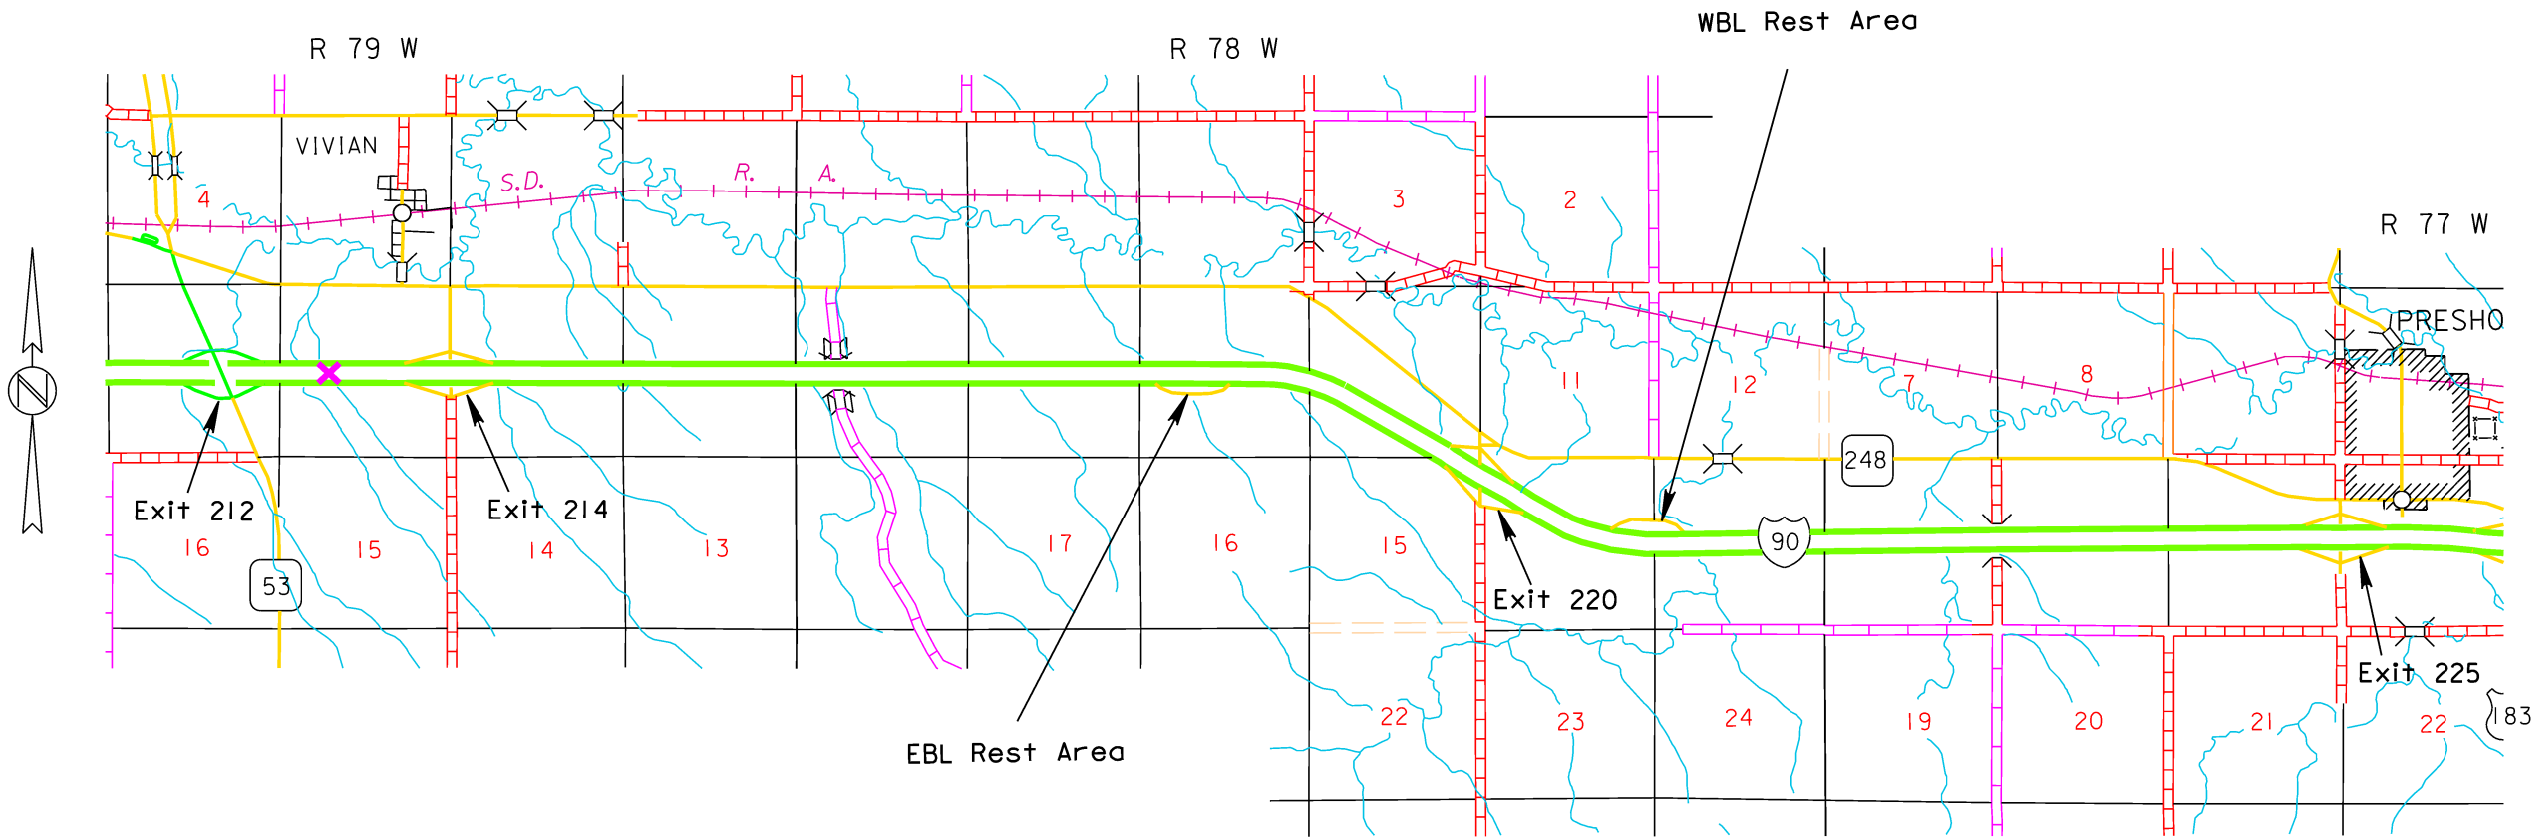 WBL Rest Area
R 79 W
R 78 W
VIVIAN
S.D.
R.
A.
4
3
2
R 77 W
PRESHO
N
11
12
7
8
248
Exit 212
Exit 214
16
15
14
13
17
16
15
90
53
Exit 220
Exit 225
22
23
24
19
20
21
22
183
EBL Rest Area